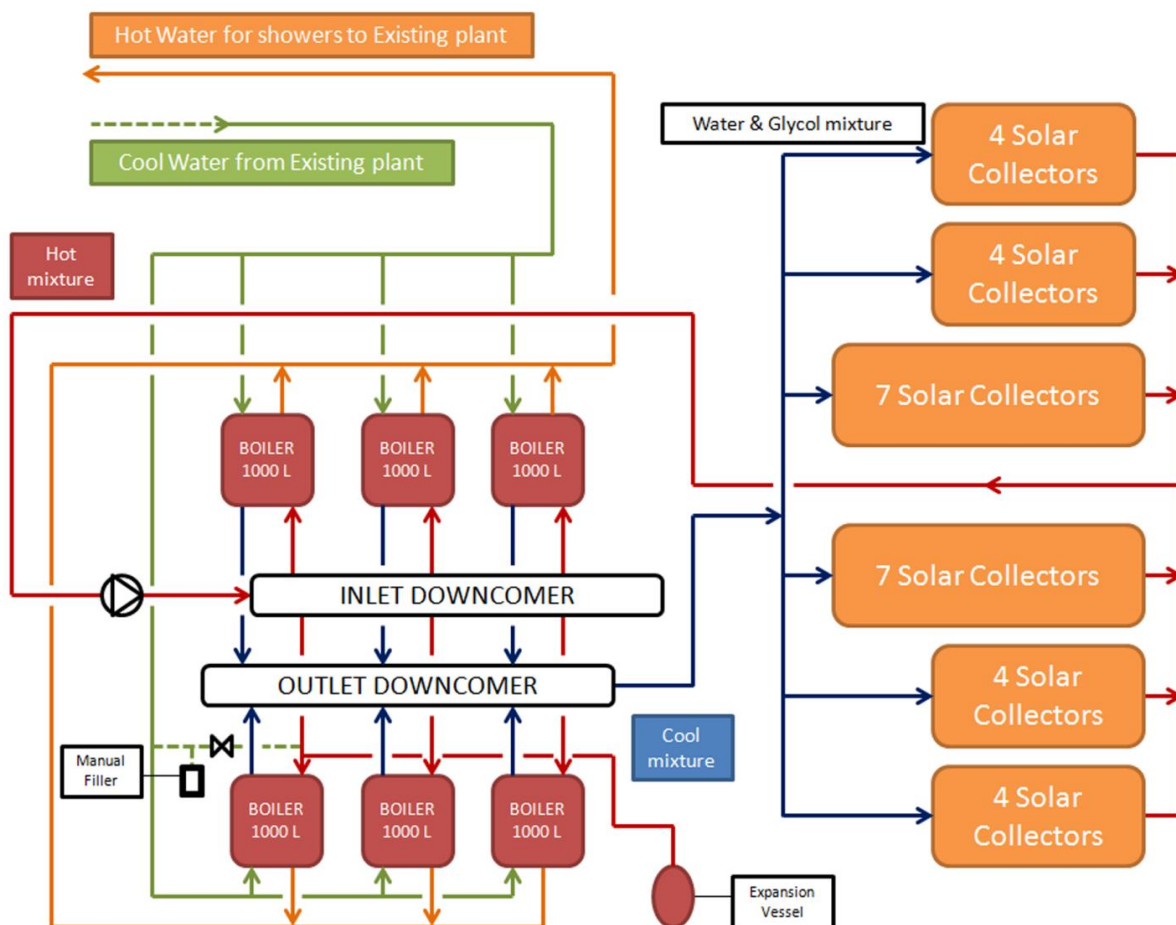 Hot Water for showers to Existing plant
Cool Water from Existing plant
Hot
mixture
Water & Glycol mixture
4 Solar
Collectors
4 Solar
Collectors
7 Solar Collectors
7 Solar Collectors
4 Solar
Collectors
4 Solar
Collectors
BOILER
1000 L
BOILER
1000 L
BOILER
1000 L
INLET DOWNCOMER
OUTLET DOWNCOMER
Cool
mixture
Manual
Filler
BOILER
1000 L
BOILER
1000 L
BOILER
1000 L
Expansion
Vessel